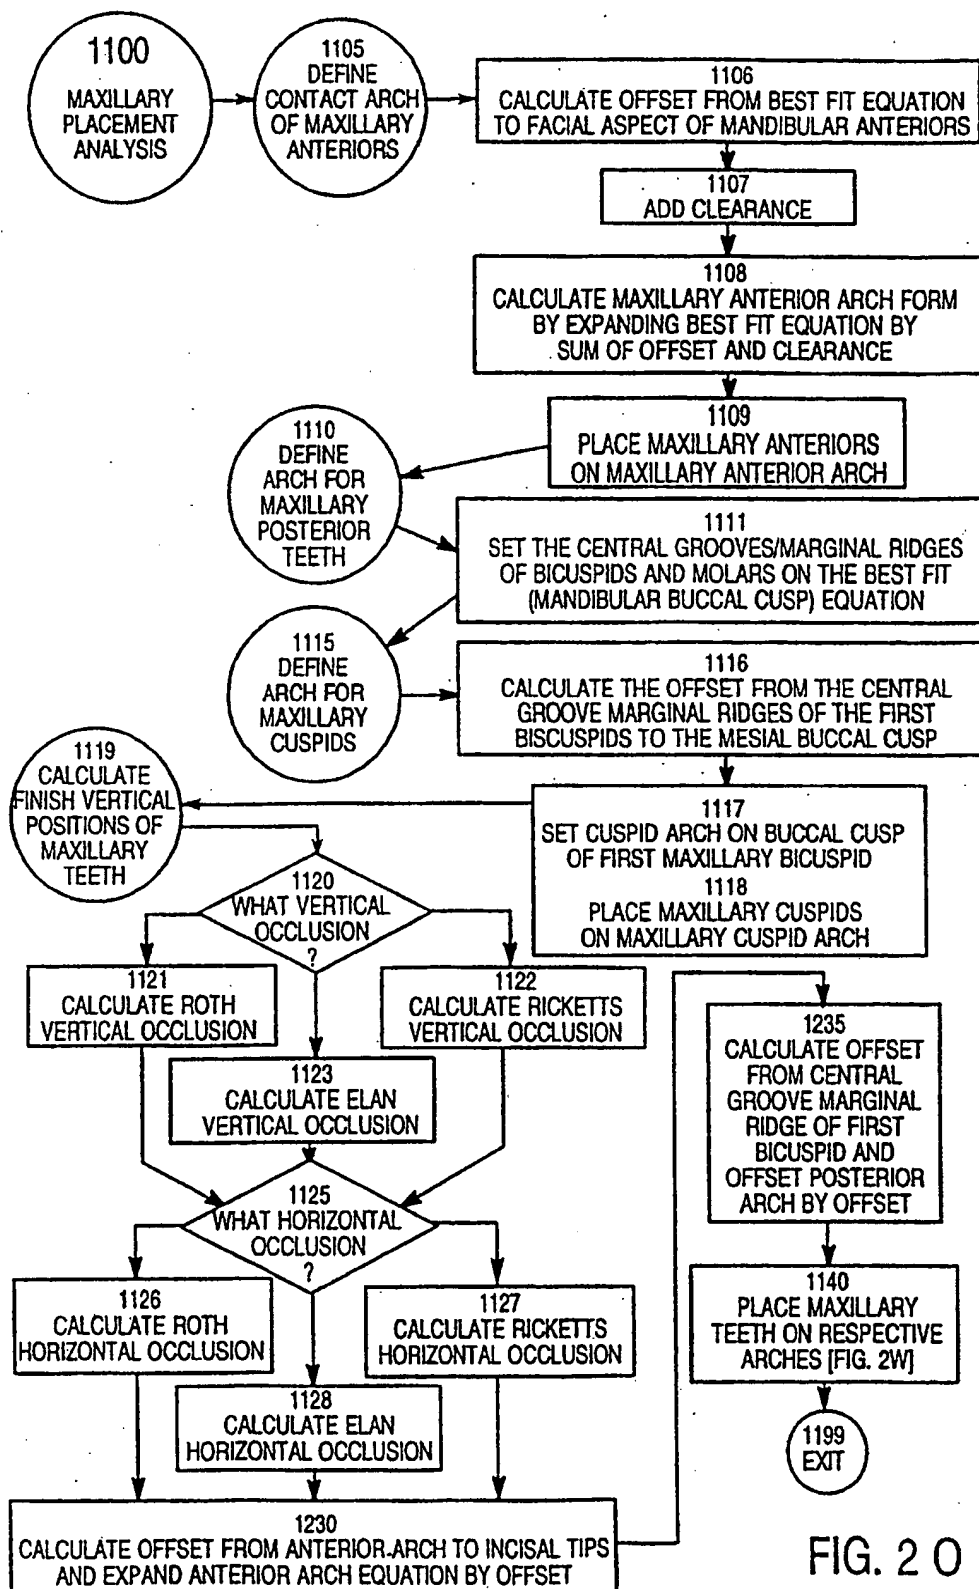 1100
MAXILLARY
PLACEMENT
ANALYSIS
1105
DEFINE
CONTACT ARCH
OF MAXILLARY
ANTERIORS
1106
CALCULATE OFFSET FROM BEST FIT EQUATION
TO FACIAL ASPECT OF MANDIBULAR ANTERIORS
1107
ADD CLEARANCE
1108
CALCULATE MAXILLARY ANTERIOR ARCH FORM
BY EXPANDING BEST FIT EQUATION BY
SUM OF OFFSET AND CLEARANCE
1109
PLACE MAXILLARY ANTERIORS
ON MAXILLARY ANTERIOR ARCH
1110
DEFINE
ARCH FOR
MAXILLARY
POSTERIOR
TEETH
1111
SET THE CENTRAL GROOVES/MARGINAL RIDGES
OF BICUSPIDS AND MOLARS ON THE BEST FIT
(MANDIBULAR BUCCAL CUSP) EQUATION
1115
DEFINE
ARCH FOR
MAXILLARY
CUSPIDS
1116
CALCULATE THE OFFSET FROM THE CENTRAL
GROOVE MARGINAL RIDGES OF THE FIRST
BISCUSPIDS TO THE MESIAL BUCCAL CUSP
1117
SET CUSPID ARCH ON BUCCAL CUSP
OF FIRST MAXILLARY BICUSPID
1118
PLACE MAXILLARY CUSPIDS
ON MAXILLARY CUSPID ARCH
1119
CALCULATE
FINISH VERTICAL
POSITIONS OF
MAXILLARY
TEETH
1120
WHAT VERTICAL
OCCLUSION
?
1121
CALCULATE ROTH
VERTICAL OCCLUSION
1122
CALCULATE RICKETTS
VERTICAL OCCLUSION
1123
CALCULATE ELAN
VERTICAL OCCLUSION
1125
WHAT HORIZONTAL
OCCLUSION
?
1126
CALCULATE ROTH
HORIZONTAL OCCLUSION
1127
CALCULATE RICKETTS
HORIZONTAL OCCLUSION
1128
CALCULATE ELAN
HORIZONTAL OCCLUSION
1230
CALCULATE OFFSET FROM ANTERIOR-ARCH TO INCISAL TIPS
AND EXPAND ANTERIOR ARCH EQUATION BY OFFSET
1235
CALCULATE OFFSET
FROM CENTRAL
GROOVE MARGINAL
RIDGE OF FIRST
BICUSPID AND
OFFSET POSTERIOR
ARCH BY OFFSET
1140
PLACE MAXILLARY
TEETH ON RESPECTIVE
ARCHES [FIG. 2W]
1199
EXIT
FIG. 2 O